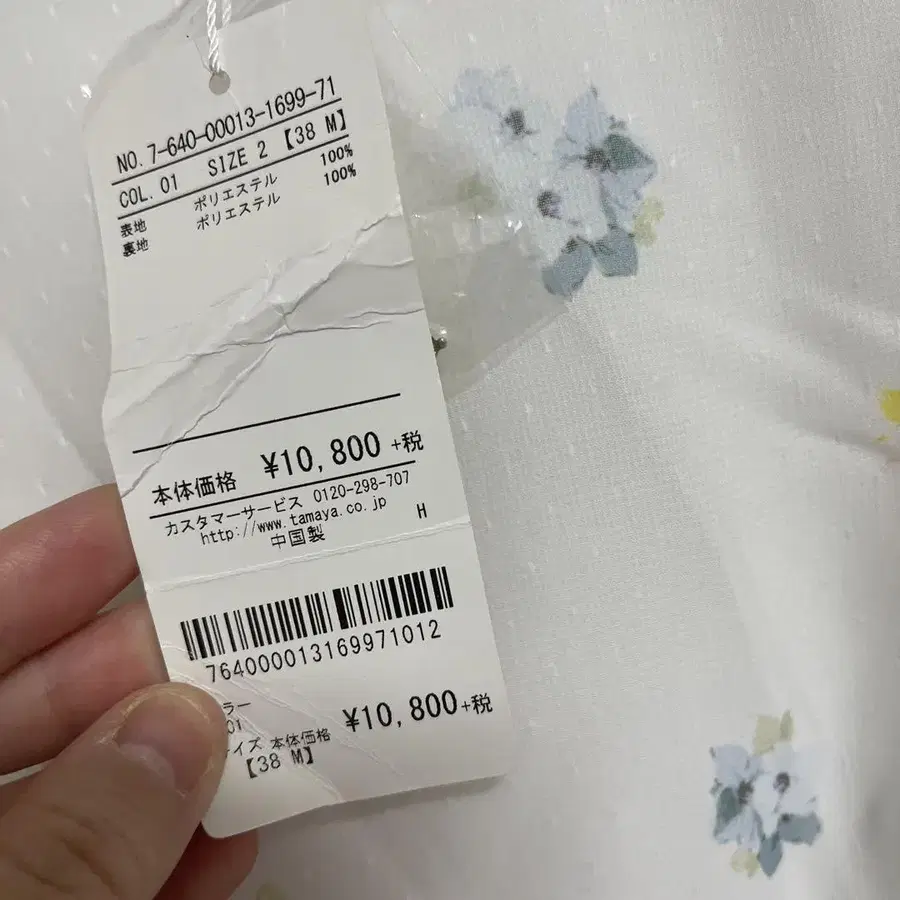 NO. 7-640-00013-1699-71
COL. 01 SIZE 2 【38 M】
表地 ポリエステル 100%
裏地 ポリエステル 100%
本体価格 ¥10,800 +税
カスタマーサービス 0120-298-707
http://www.tamaya.co.jp
中国製 H
764000013169971012
ラー
01
イズ 本体価格 ¥10,800+税
【38 M】